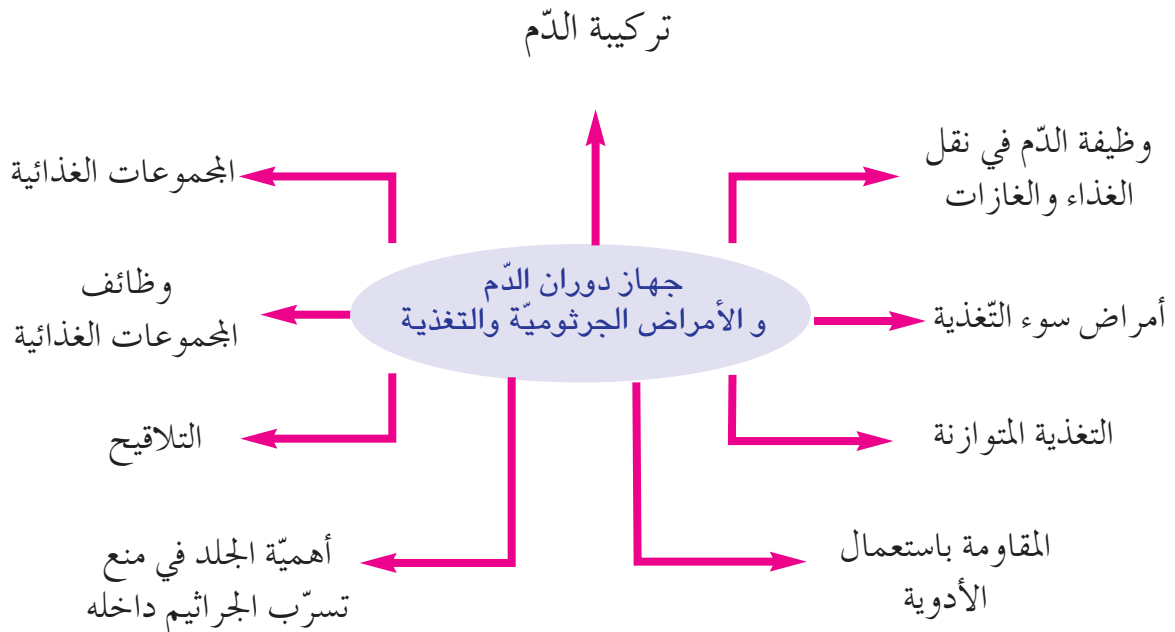 تركيبة الدّم
وظيفة الدّم في نقل
الغذاء والغازات
المجموعات الغذائية
جهاز دوران الدّم
و الأمراض الجرثوميّة والتغذية
وظائف
المجموعات الغذائية
أمراض سوء التّغذية
التغذية المتوازنة
التلاقيح
المقاومة باستعمال
الأدوية
أهميّة الجلد في منع
تسرّب الجراثيم داخله